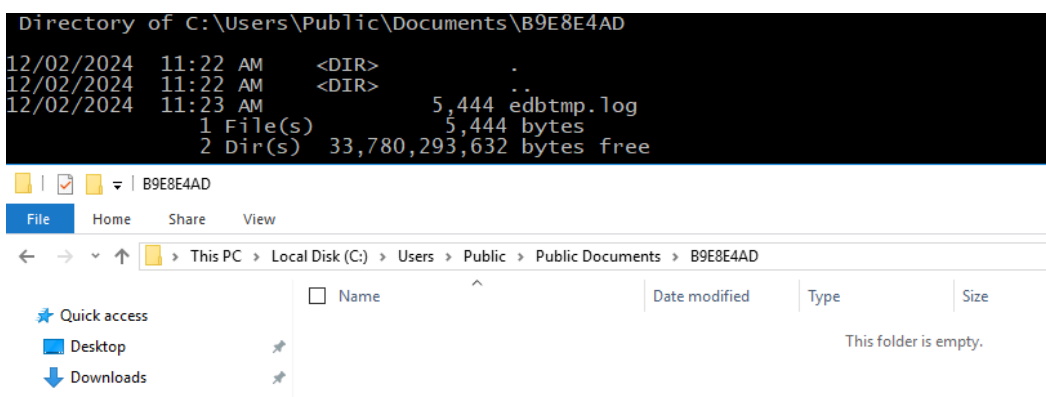 Directory of C:\Users\Public\Documents\B9E8E4AD
12/02/2024 11:22 AM <DIR> .
12/02/2024 11:22 AM <DIR> ..
12/02/2024 11:23 AM 5,444 edbtmp.log
1 File(s) 5,444 bytes
2 Dir(s) 33,780,293,632 bytes free
B9E8E4AD
File Home Share View
This PC > Local Disk (C:) > Users > Public > Public Documents > B9E8E4AD
Name Date modified Type Size
Quick access
This folder is empty.
Desktop
Downloads